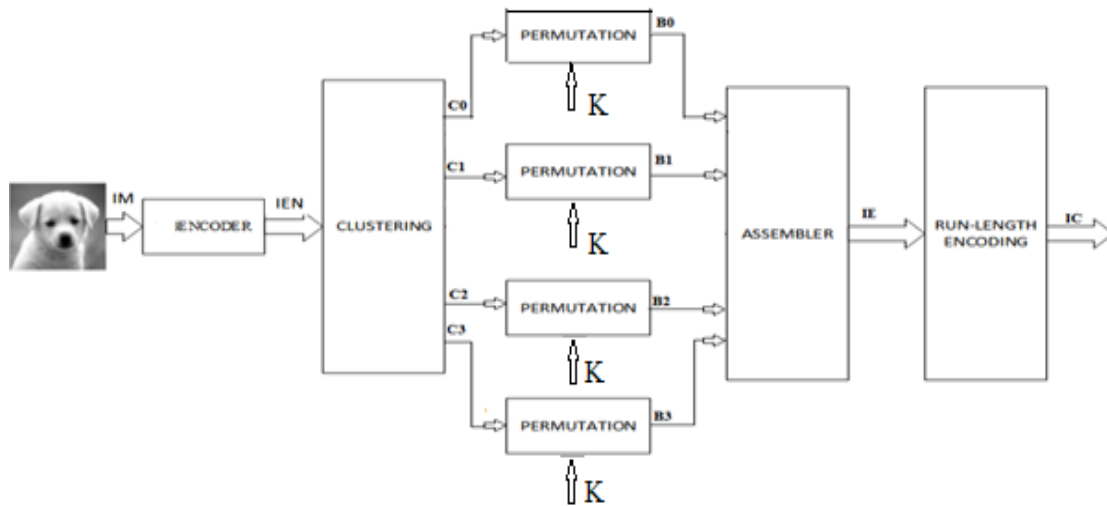 IM
IENCODER
IEN
CLUSTERING
C0
PERMUTATION
B0
K
C1
PERMUTATION
B1
K
C2
PERMUTATION
B2
K
C3
PERMUTATION
B3
K
ASSEMBLER
IE
RUN-LENGTH
ENCODING
IC